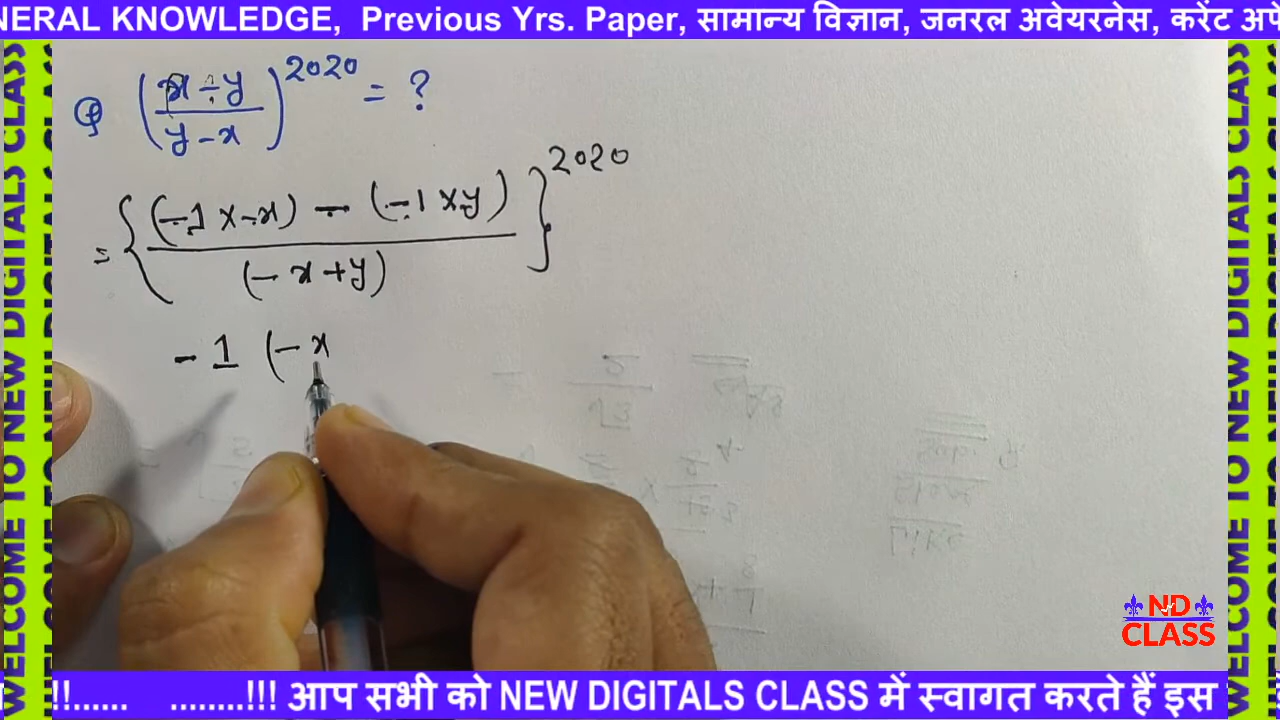 NERAL KNOWLEDGE, Previous Yrs. Paper, सामान्य विज्ञान, जनरल अवेयरनेस, करेंट अफे
WELCOME TO NEW DIGITALS CLASS
Q (x-y / y-x)^2020 = ?
= {(-1 x -x) - (-1 x y) / (- x + y)}^2020
- 1 (- x
WELCOME TO NEW DIGITALS CLASS
ND
CLASS
!!...... ........!!! आप सभी को NEW DIGITALS CLASS में स्वागत करते हैं इस